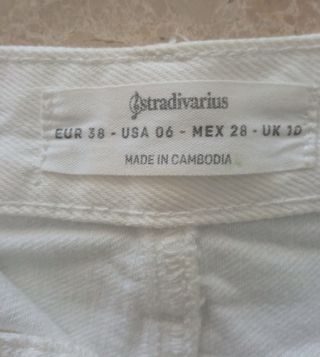 stradivarius
EUR 38 - USA 06 - MEX 28 - UK 10
MADE IN CAMBODIA